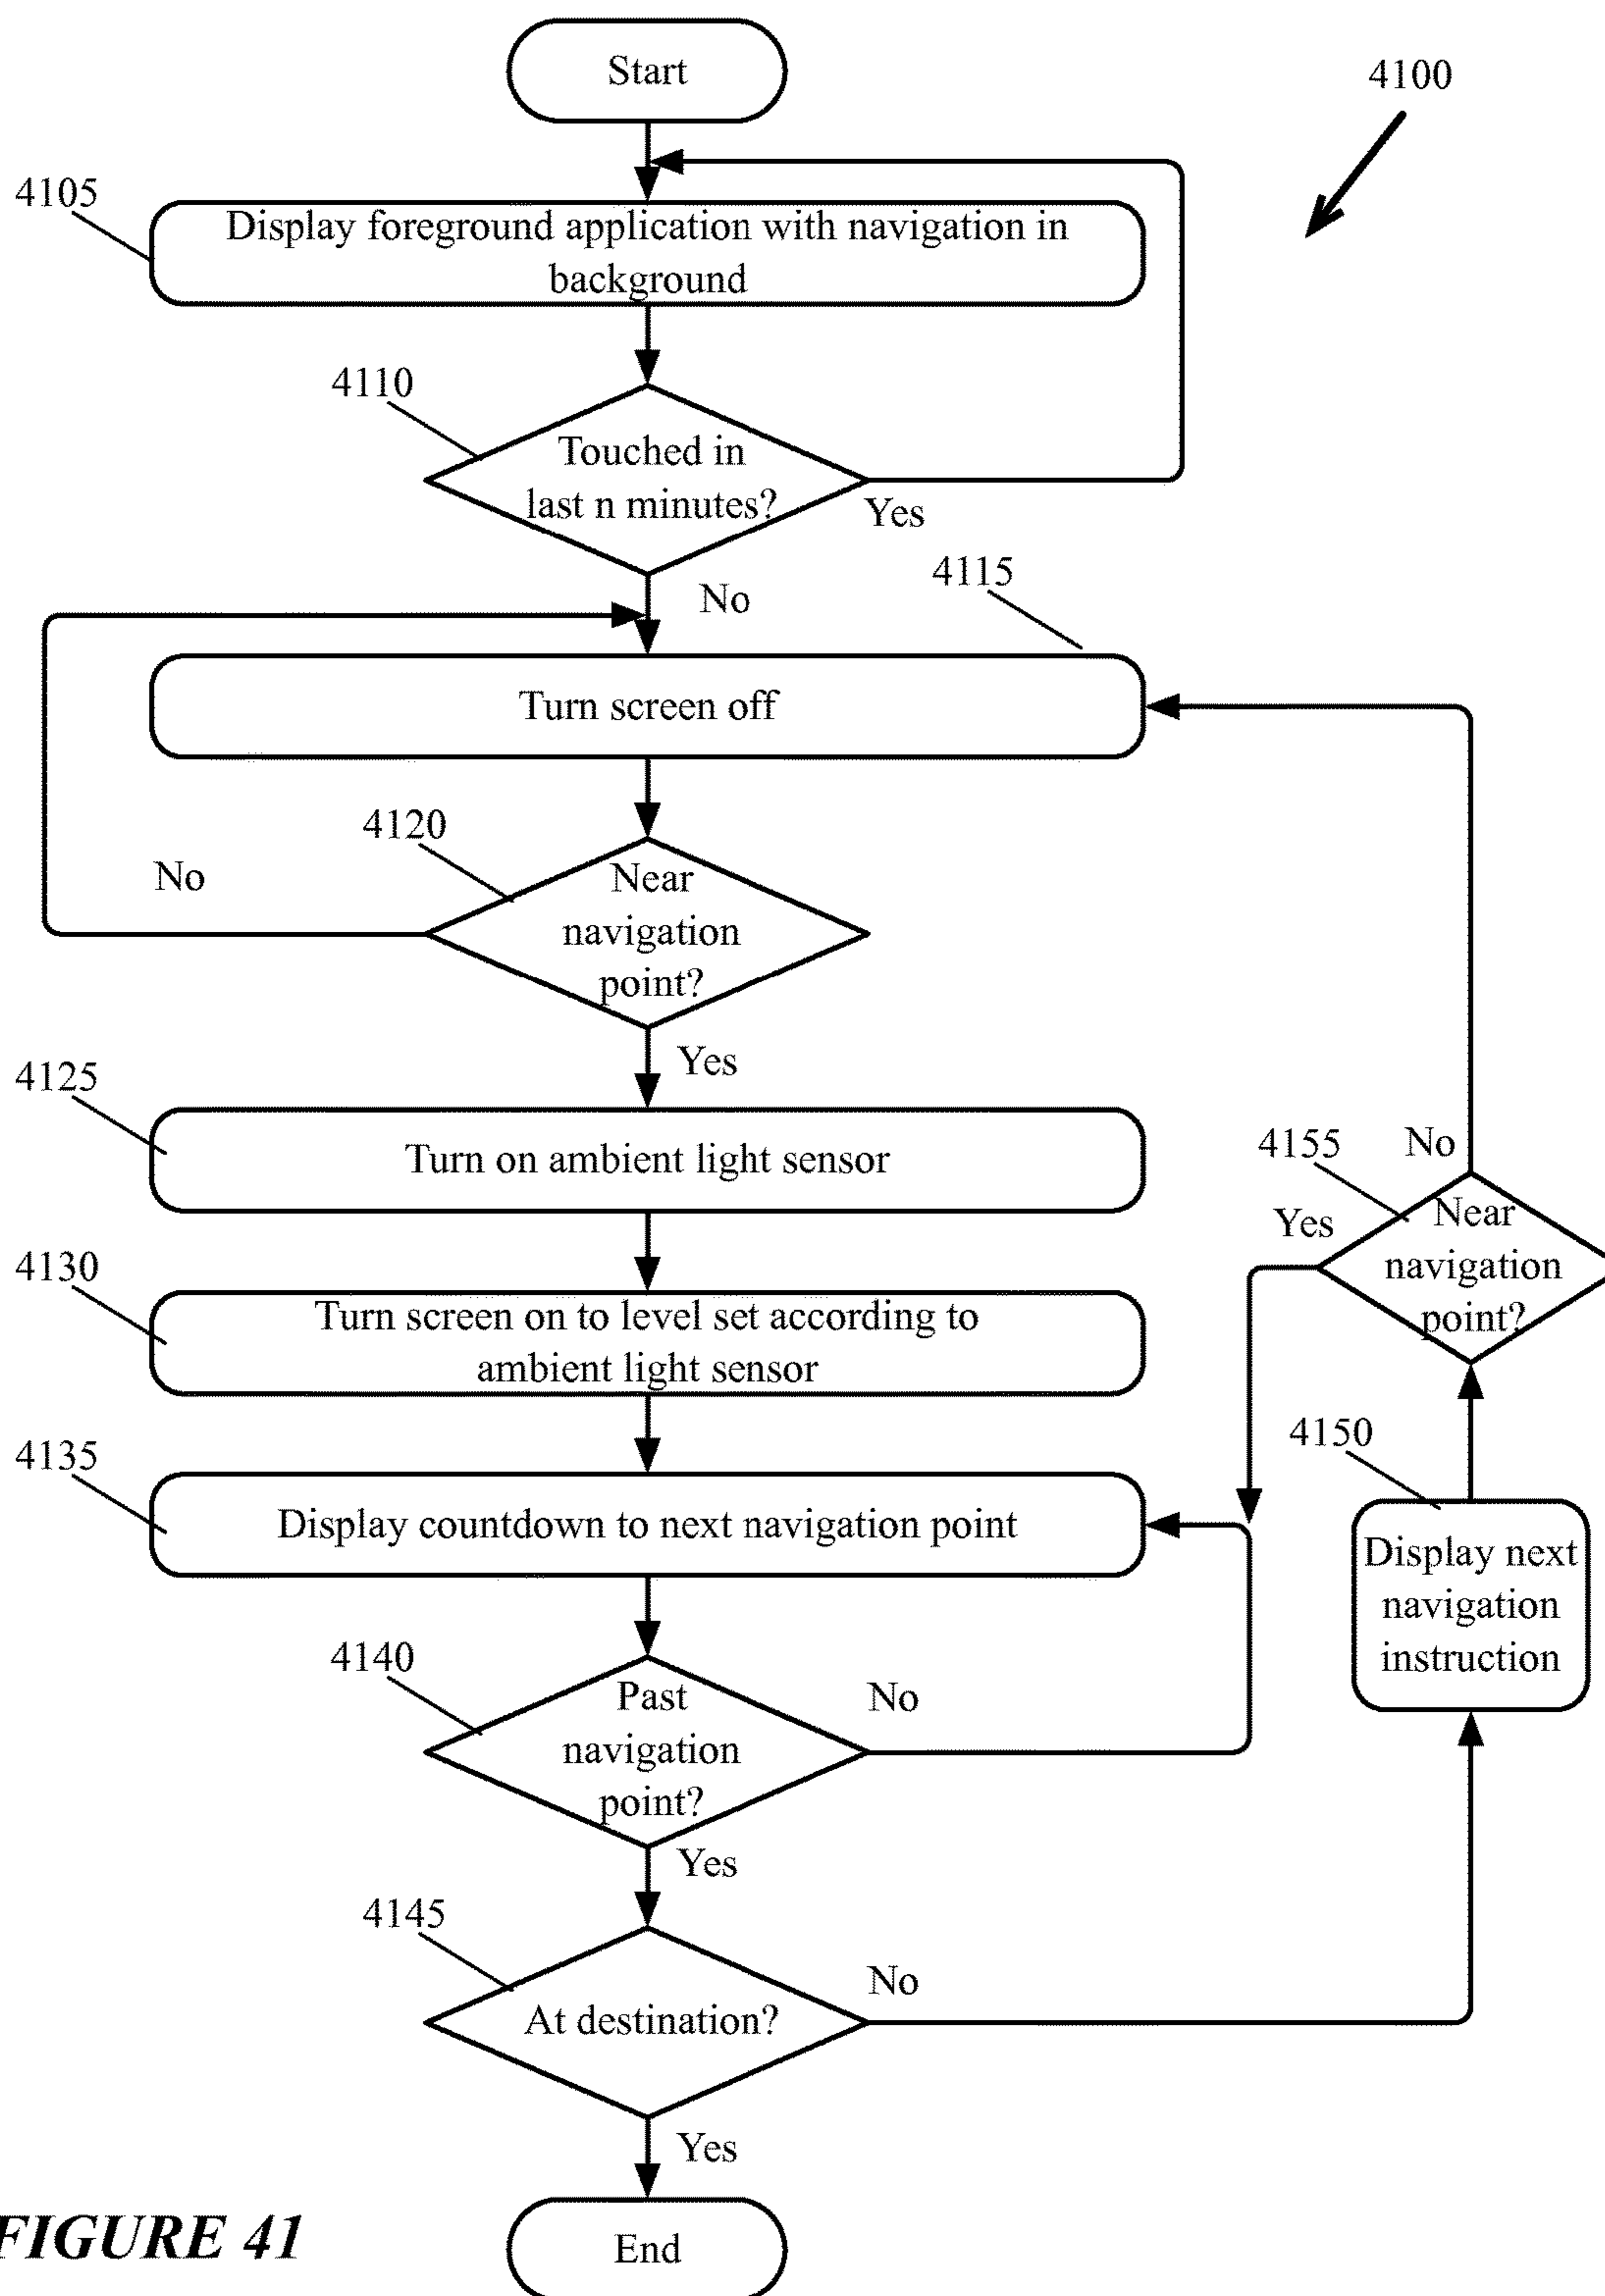 Start
4100
4105
Display foreground application with navigation in
background
4110
Touched in
last n minutes?
Yes
No
4115
Turn screen off
4120
No
Near
navigation
point?
Yes
4125
Turn on ambient light sensor
4130
Turn screen on to level set according to
ambient light sensor
4135
Display countdown to next navigation point
4140
Past
navigation
point?
No
Yes
4145
At destination?
No
Yes
4150
Display next
navigation
instruction
4155
No
Yes
Near
navigation
point?
End
FIGURE 41